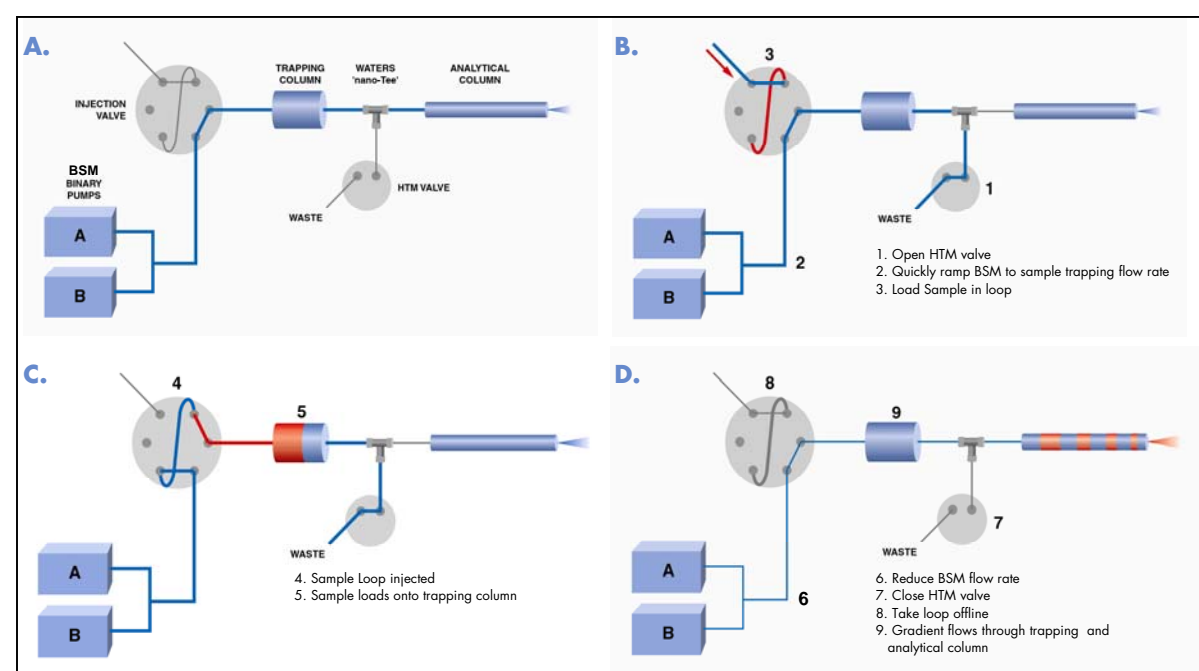 A.
TRAPPING
COLUMN
WATERS
'nano-Tee'
ANALYTICAL
COLUMN
INJECTION
VALVE
BSM
BINARY
PUMPS
HTM VALVE
WASTE
A
B
B.
3
1
WASTE
A
2
B
1. Open HTM valve
2. Quickly ramp BSM to sample trapping flow rate
3. Load Sample in loop
C.
4
5
WASTE
A
B
4. Sample Loop injected
5. Sample loads onto trapping column
D.
8
9
7
WASTE
A
6
B
6. Reduce BSM flow rate
7. Close HTM valve
8. Take loop offline
9. Gradient flows through trapping and
analytical column